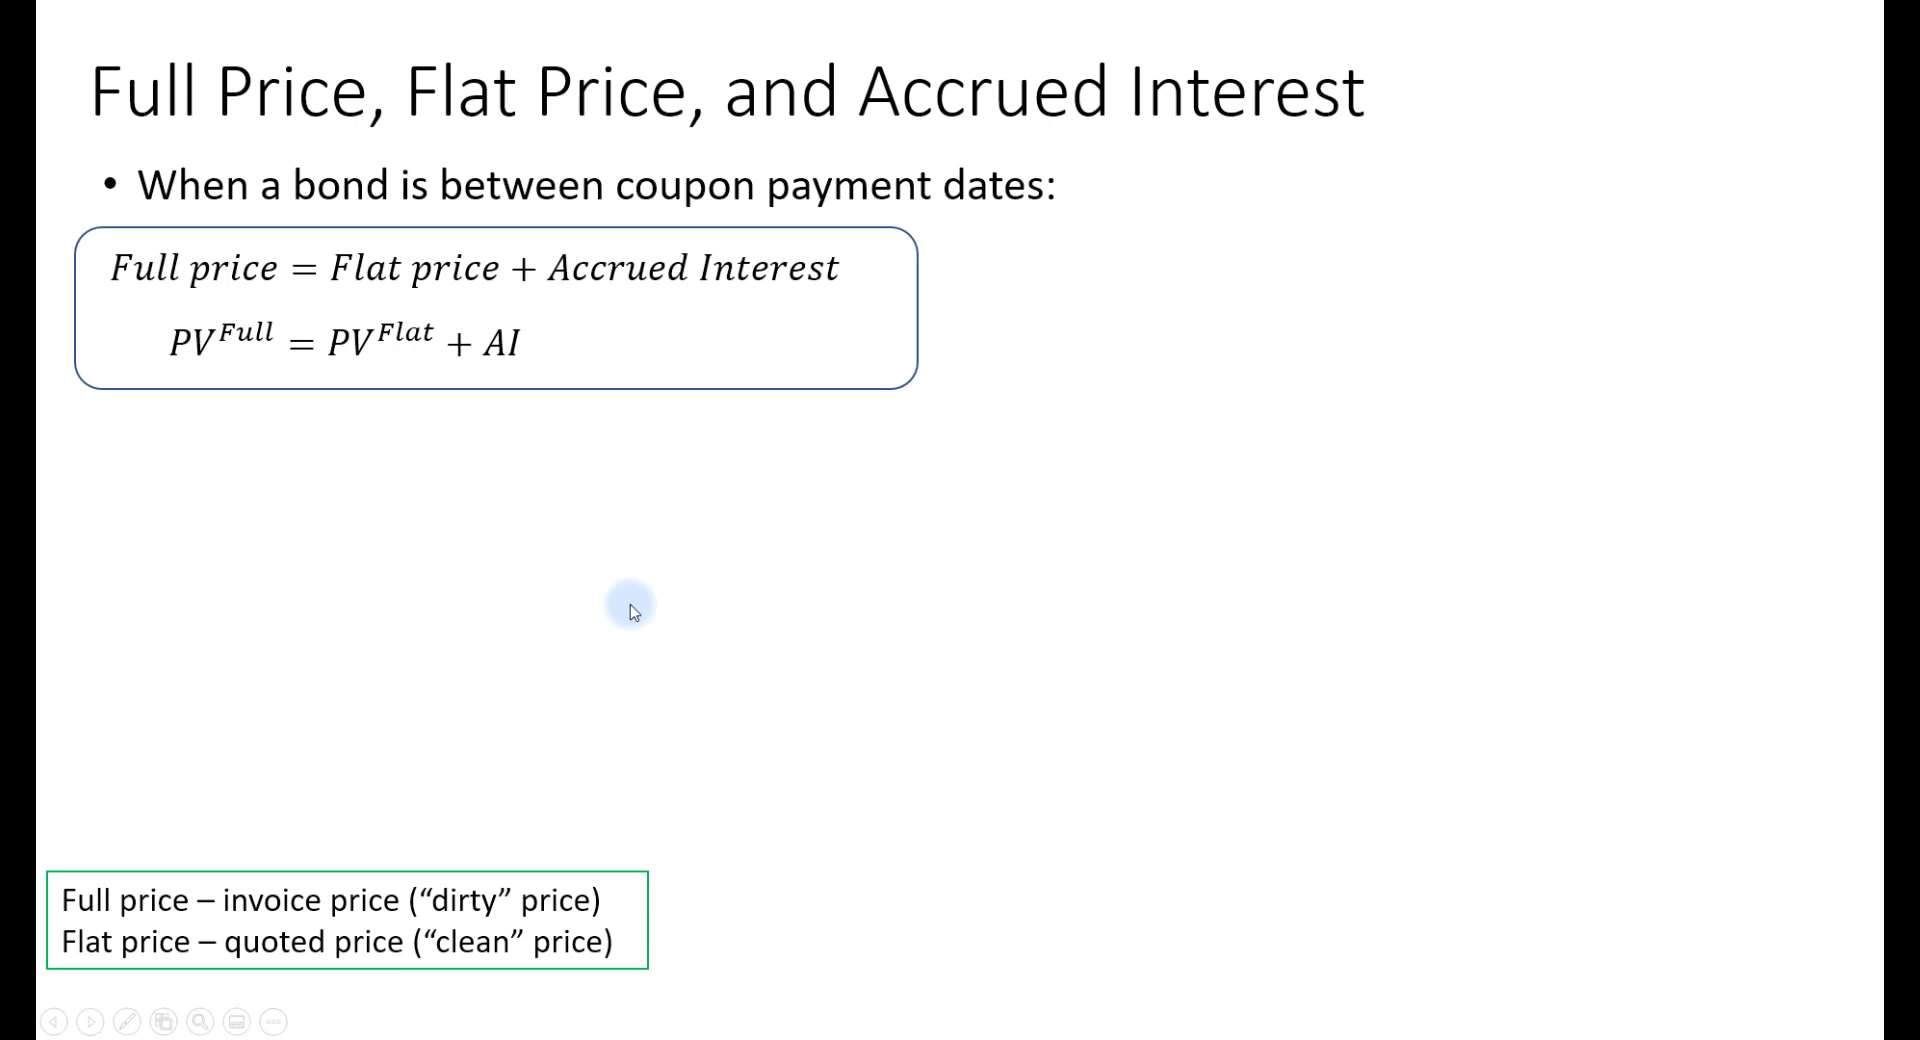 Full Price, Flat Price, and Accrued Interest
• When a bond is between coupon payment dates:
Full price = Flat price + Accrued Interest
PV^Full = PV^Flat + AI
Full price – invoice price (“dirty” price)
Flat price – quoted price (“clean” price)